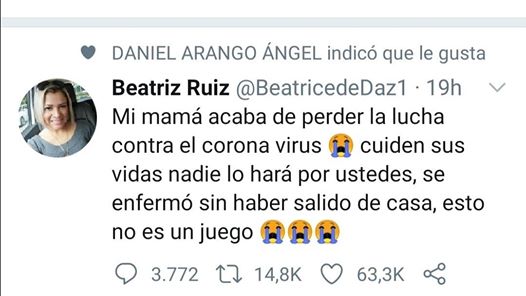 DANIEL ARANGO ÁNGEL indicó que le gusta
Beatriz Ruiz @BeatricedeDaz1 · 19h
Mi mamá acaba de perder la lucha
contra el corona virus 😭 cuiden sus
vidas nadie lo hará por ustedes, se
enfermó sin haber salido de casa, esto
no es un juego 😭😭😭
3.772 14,8K 63,3K